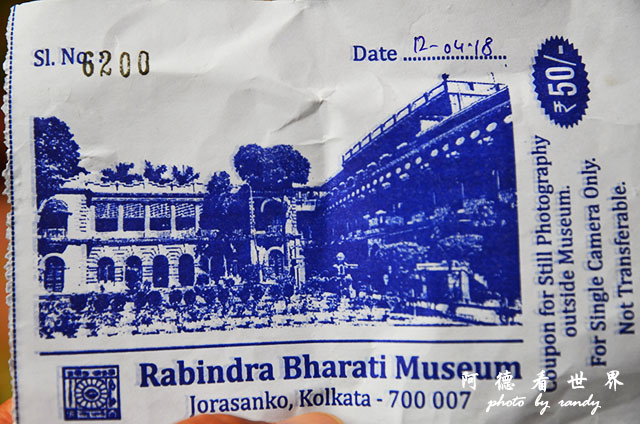 Sl. No. 6200
Date 12-04-18
₹ 50/-
Coupon for Still Photography
outside Museum.
For Single Camera Only.
Not Transferable.
Rabindra Bharati Museum
Jorasanko, Kolkata - 700 007
阿德看世界
photo by randy